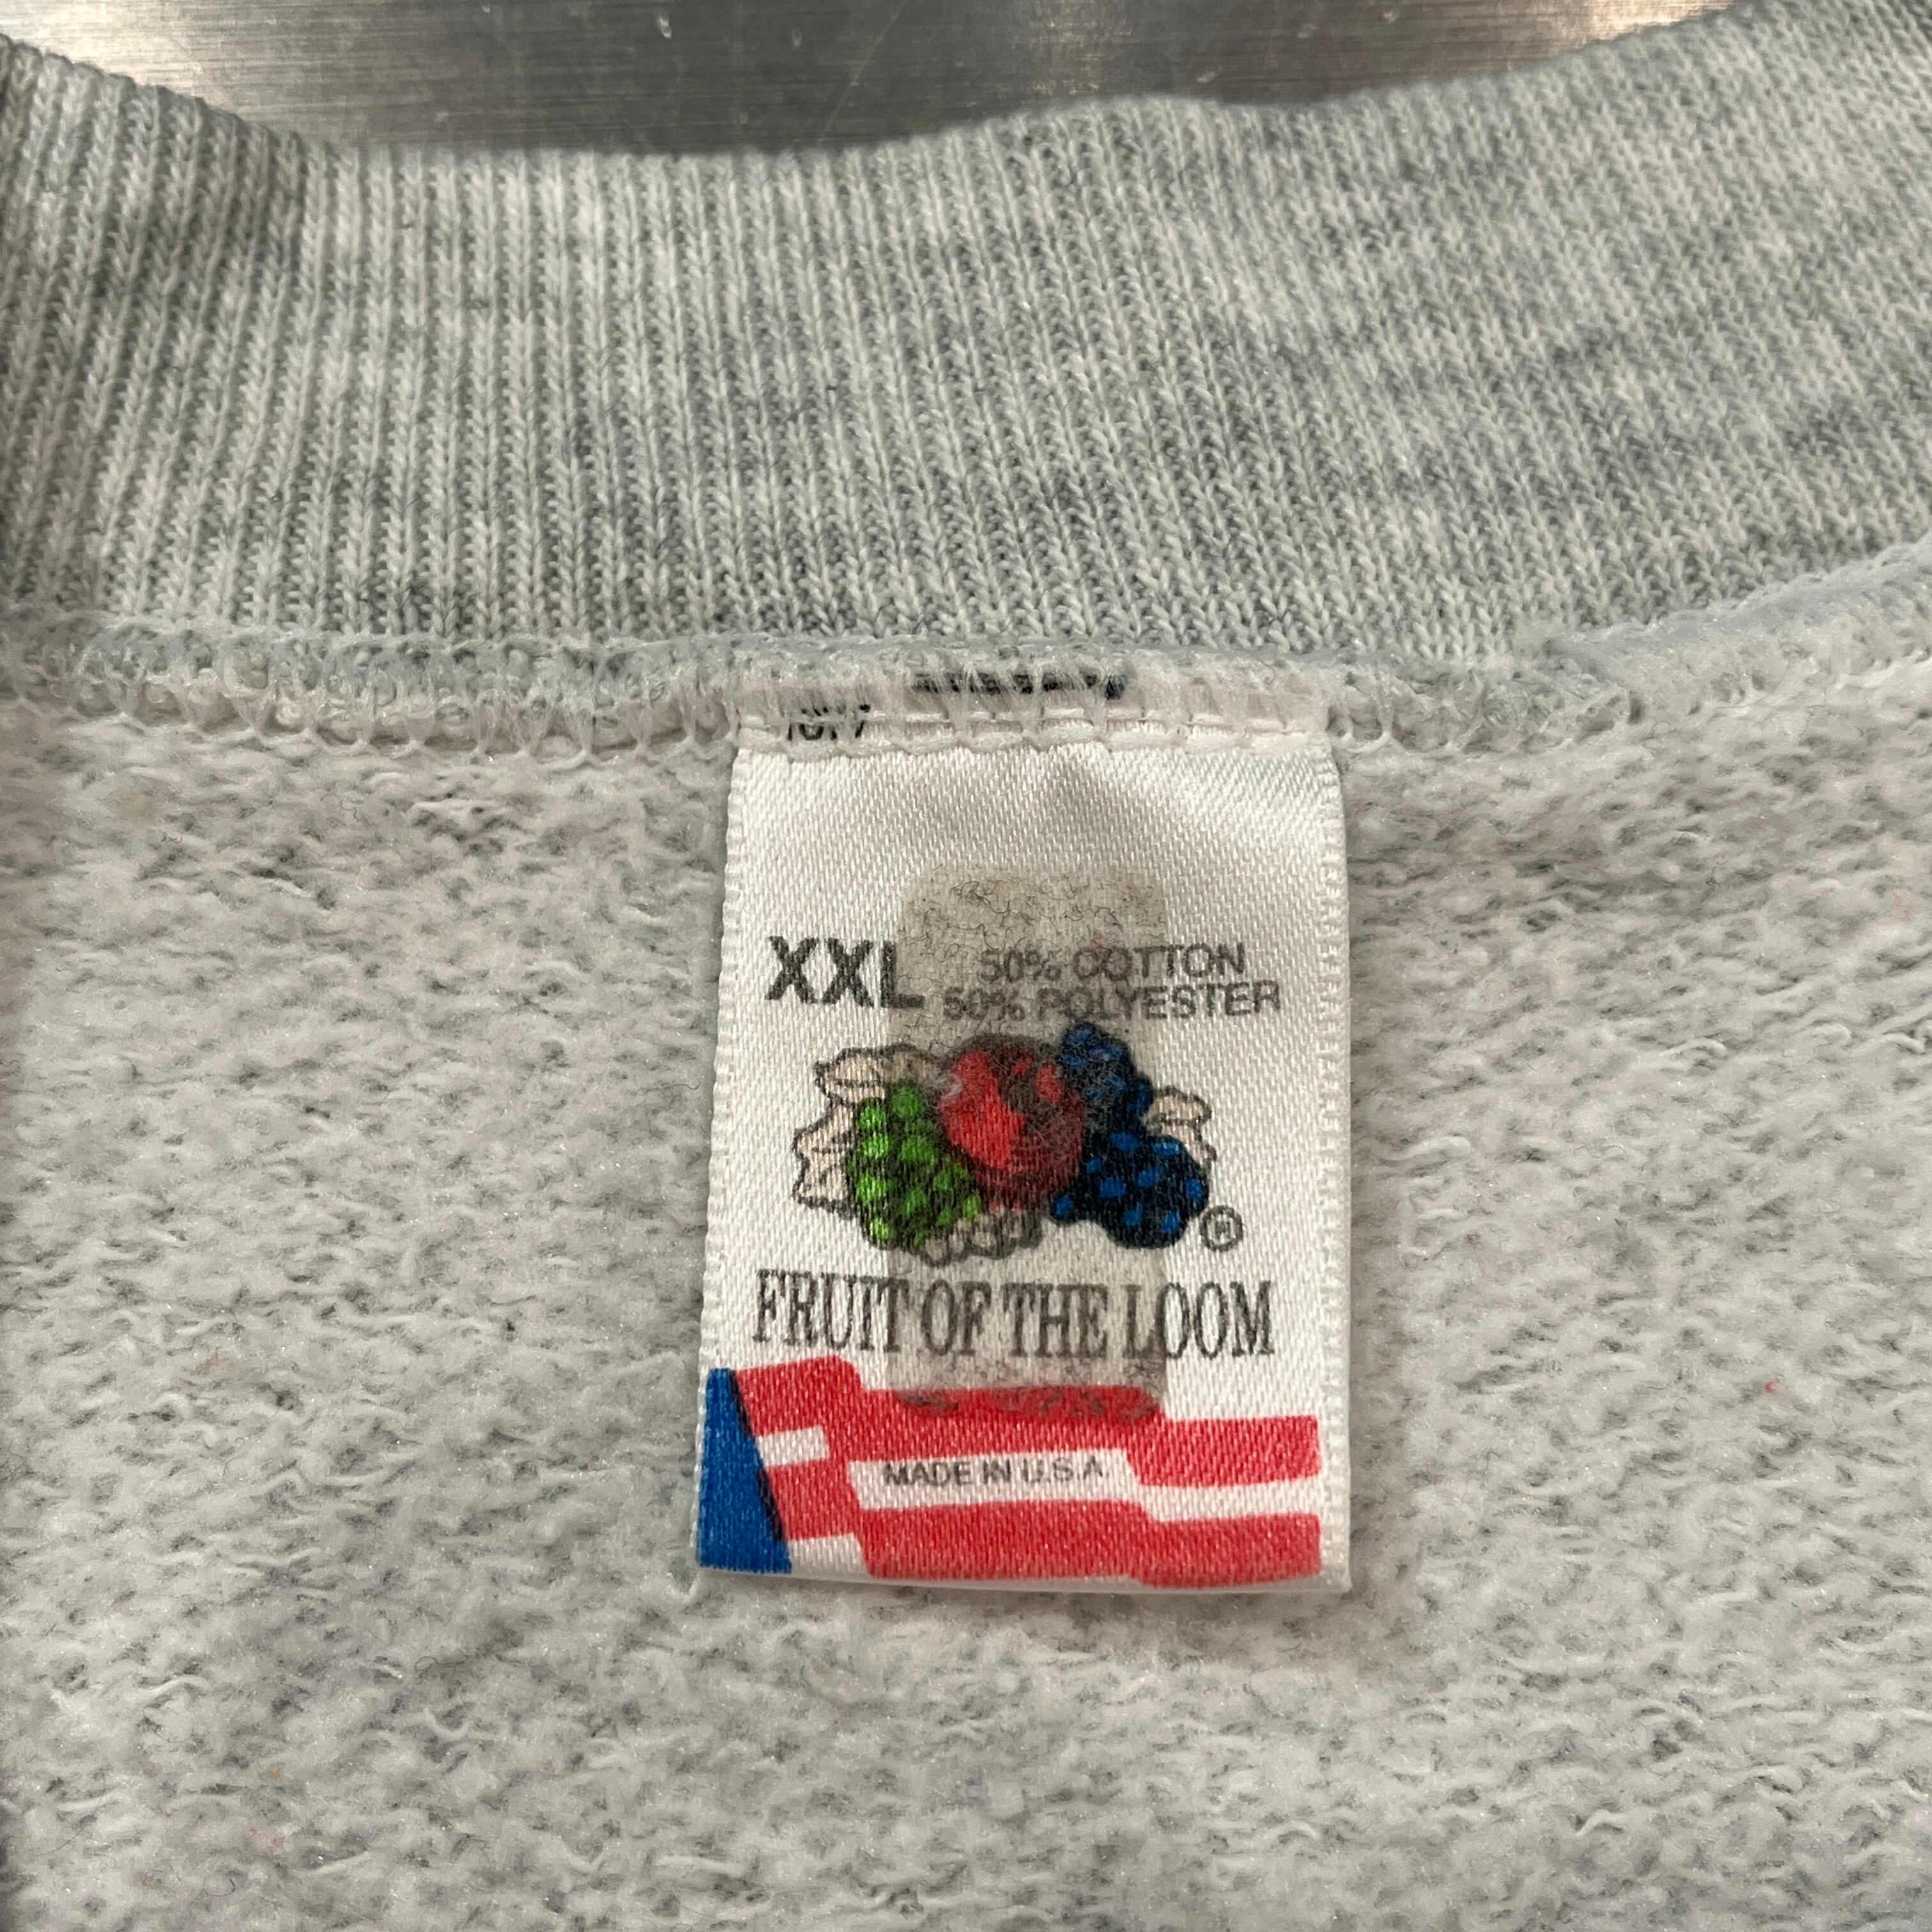 XXL
50% COTTON
50% POLYESTER
®
FRUIT OF THE LOOM
MADE IN U.S.A.